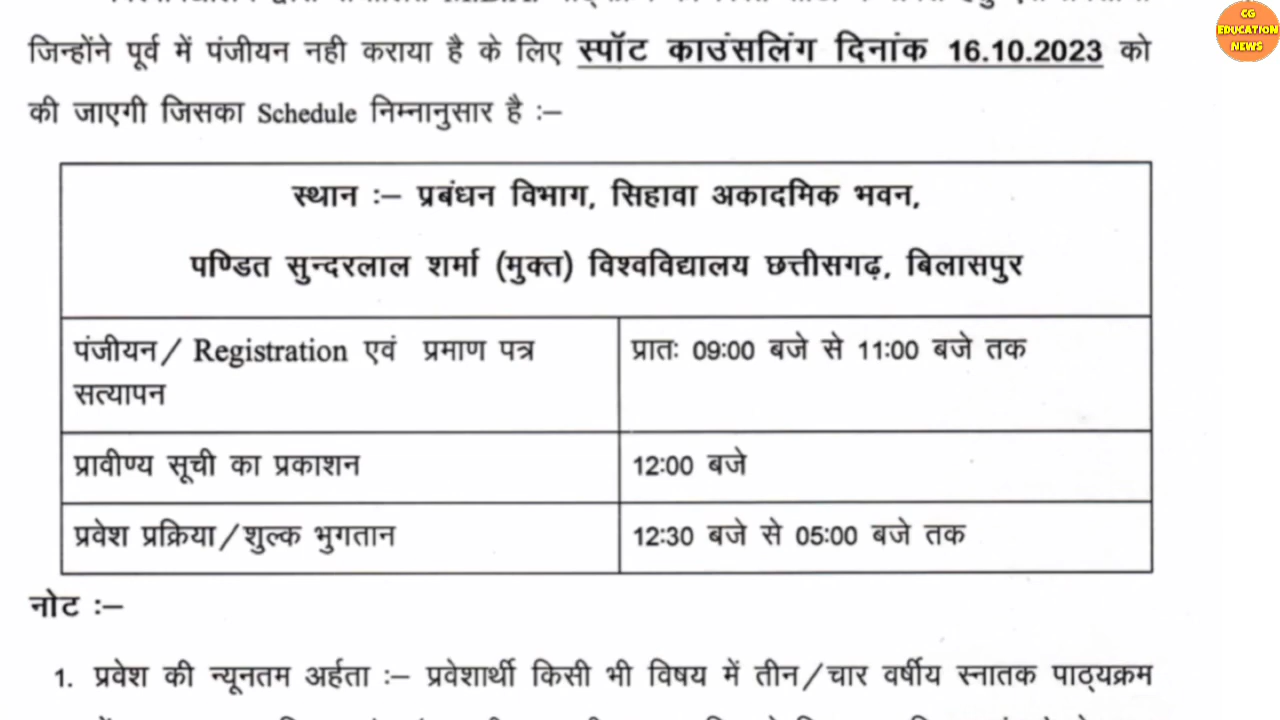 जिन्होंने पूर्व में पंजीयन नही कराया है के लिए स्पॉट काउंसलिंग दिनांक 16.10.2023 को
CG
EDUCATION
NEWS
की जाएगी जिसका Schedule निम्नानुसार है :–
स्थान :– प्रबंधन विभाग, सिहावा अकादमिक भवन,
पण्डित सुन्दरलाल शर्मा (मुक्त) विश्वविद्यालय छत्तीसगढ़, बिलासपुर
पंजीयन/ Registration एवं प्रमाण पत्र
सत्यापन
प्रातः 09:00 बजे से 11:00 बजे तक
प्रावीण्य सूची का प्रकाशन
12:00 बजे
प्रवेश प्रक्रिया/शुल्क भुगतान
12:30 बजे से 05:00 बजे तक
नोट :–
1. प्रवेश की न्यूनतम अर्हता :– प्रवेशार्थी किसी भी विषय में तीन/चार वर्षीय स्नातक पाठ्यक्रम